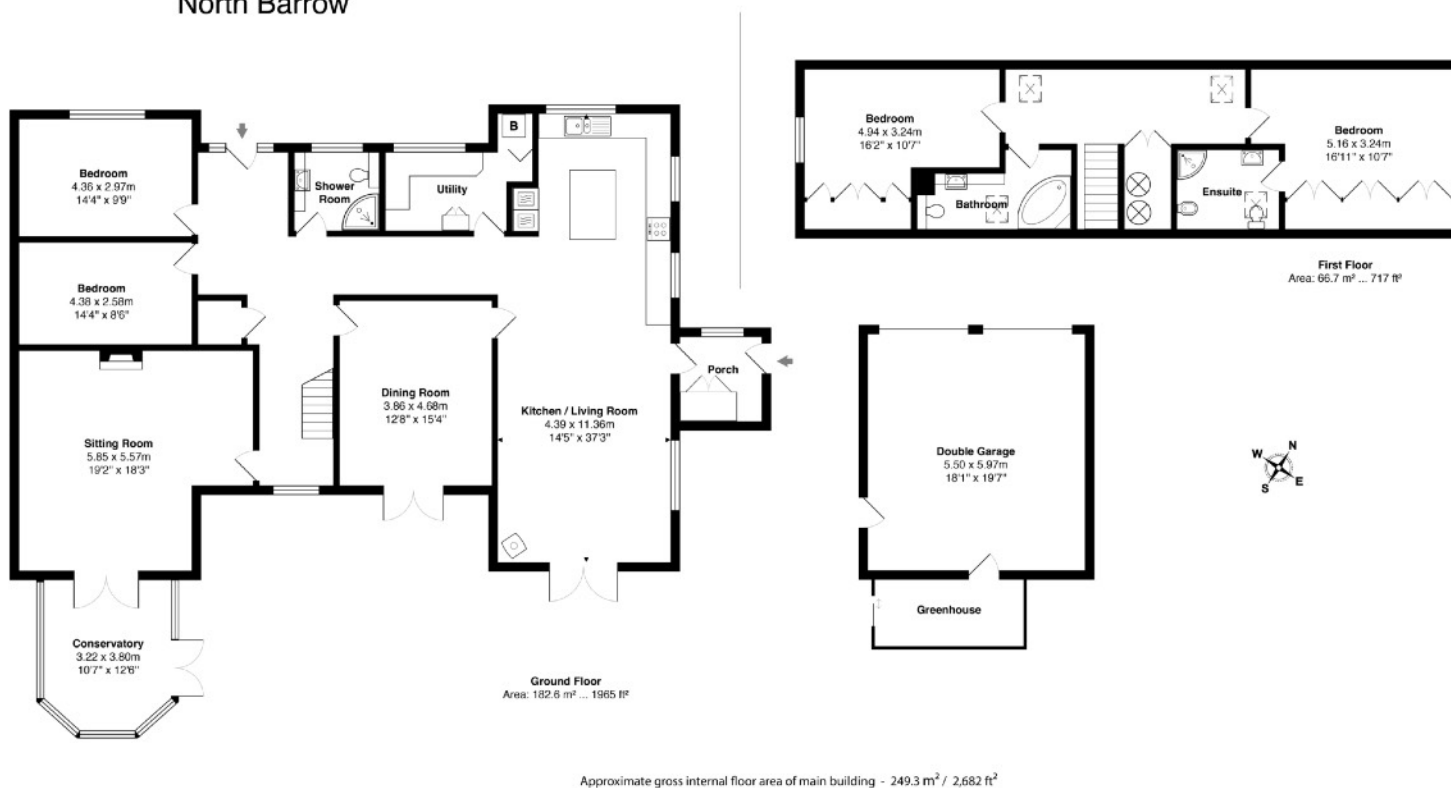 North Barrow
Bedroom
4.36 x 2.97m
14'4" x 9'9"
Shower
Room
Utility
B
Bedroom
4.38 x 2.58m
14'4" x 8'6"
Sitting Room
5.85 x 5.57m
19'2" x 18'3"
Dining Room
3.86 x 4.68m
12'8" x 15'4"
Kitchen / Living Room
4.39 x 11.36m
14'5" x 37'3"
Porch
Conservatory
3.22 x 3.80m
10'7" x 12'6"
Ground Floor
Area: 182.6 m² ... 1965 ft²
Bedroom
4.94 x 3.24m
16'2" x 10'7"
Bathroom
Ensuite
Bedroom
5.16 x 3.24m
16'11" x 10'7"
First Floor
Area: 66.7 m² ... 717 ft²
Double Garage
5.50 x 5.97m
18'1" x 19'7"
Greenhouse
N
W
E
S
Approximate gross internal floor area of main building - 249.3 m² / 2,682 ft²